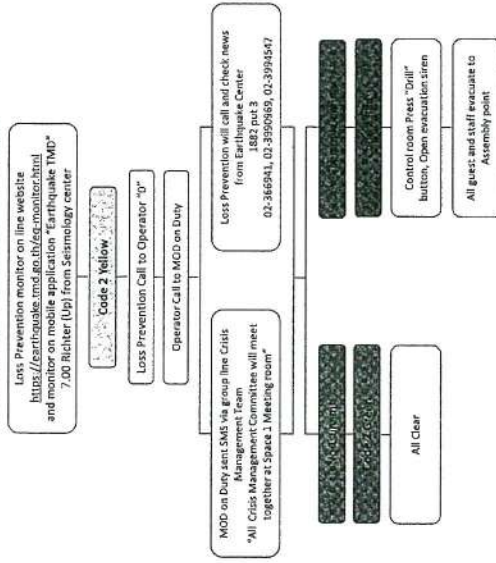 Loss Prevention monitor on line website
https://earthquake.tmd.go.th/eq-monitor.html
and monitor on mobile application "Earthquake TMD"
7.00 Richter (Up) from Seismology center
Code 2 Yellow
Loss Prevention Call to Operator "0"
Operator Call to MOD on Duty
MOD on Duty sent SMS via group line Crisis
Management Team
"All Crisis Management Committee will meet
together at Space 1 Meeting room"
Loss Prevention will call and check news
from Earthquake Center
1882 put 3
02-366941, 02-3990969, 02-3994547
All Clear
Control room Press "Drill"
button, Open evacuation siren
All guest and staff evacuate to
Assembly point